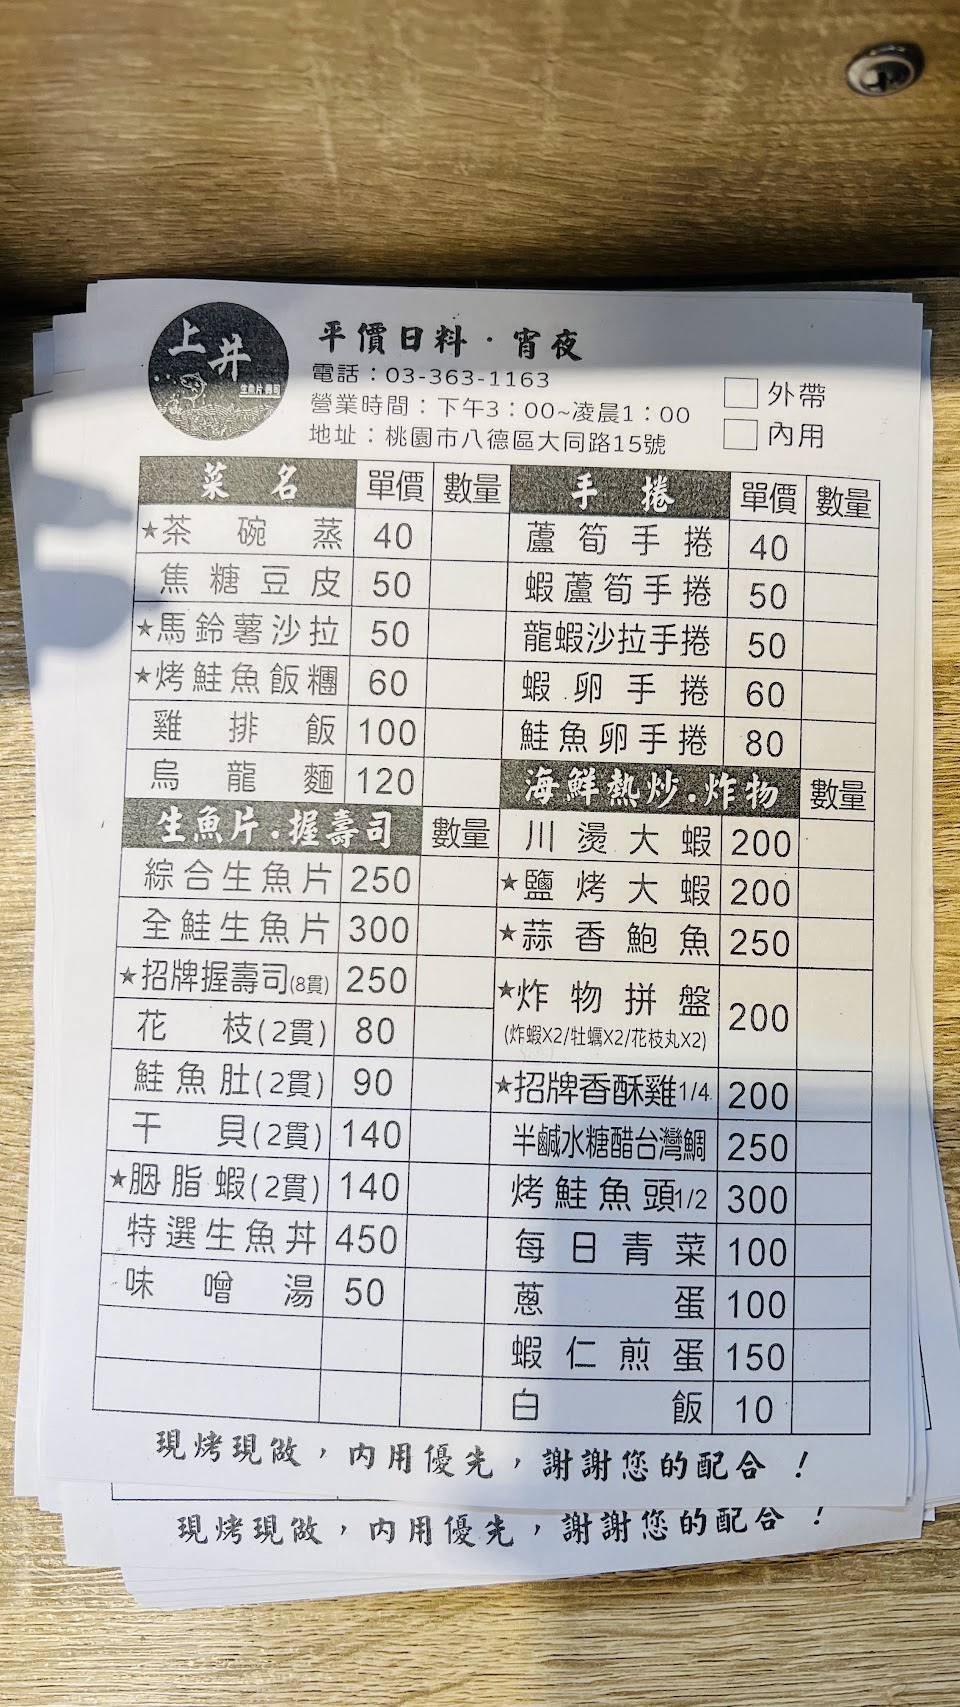 上井
生魚片.壽司
平價日料．宵夜
電話：03-363-1163
營業時間：下午3：00~凌晨1：00
地址：桃園市八德區大同路15號
外帶
內用
菜名 單價 數量
★茶碗蒸 40
焦糖豆皮 50
★馬鈴薯沙拉 50
★烤鮭魚飯糰 60
雞排飯 100
烏龍麵 120
生魚片.握壽司 數量
綜合生魚片 250
全鮭生魚片 300
★招牌握壽司(8貫) 250
花枝(2貫) 80
鮭魚肚(2貫) 90
干貝(2貫) 140
★胭脂蝦(2貫) 140
特選生魚丼 450
味噌湯 50
手捲 單價 數量
蘆筍手捲 40
蝦蘆筍手捲 50
龍蝦沙拉手捲 50
蝦卵手捲 60
鮭魚卵手捲 80
海鮮熱炒.炸物 數量
川燙大蝦 200
★鹽烤大蝦 200
★蒜香鮑魚 250
★炸物拼盤 200
(炸蝦X2/牡蠣X2/花枝丸X2)
★招牌香酥雞1/4 200
半鹹水糖醋台灣鯛 250
烤鮭魚頭1/2 300
每日青菜 100
蔥蛋 100
蝦仁煎蛋 150
白飯 10
現烤現做，內用優先，謝謝您的配合！
現烤現做，內用優先，謝謝您的配合！